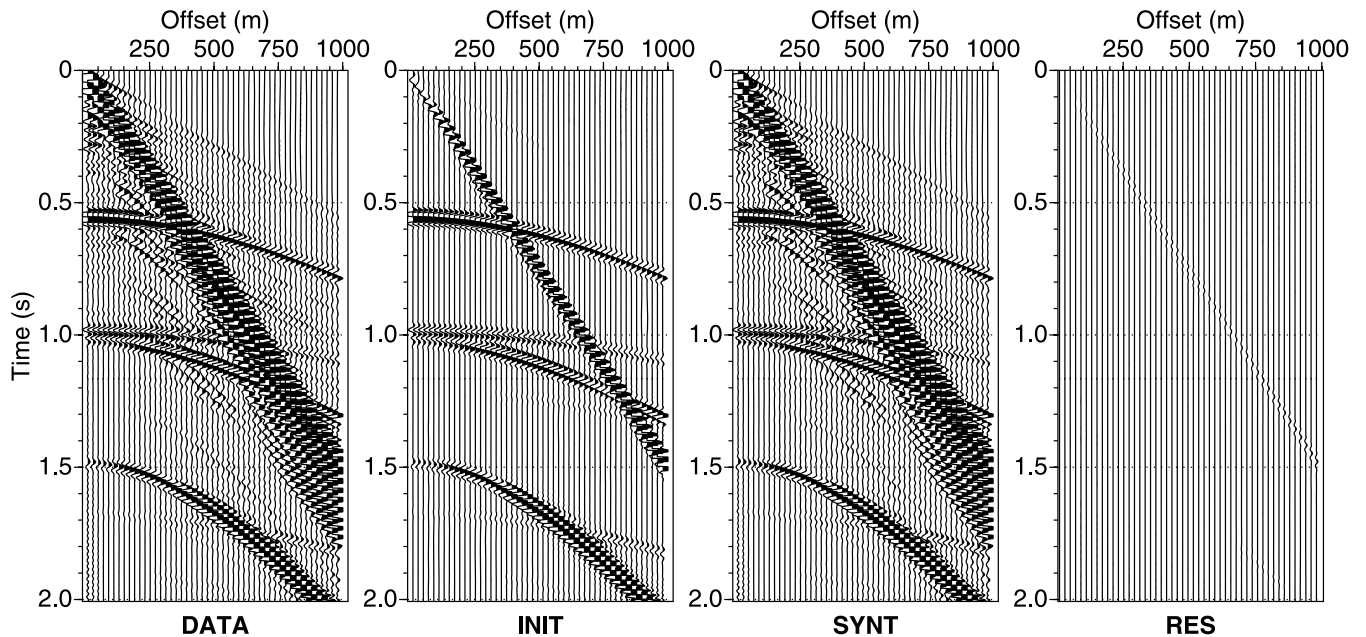 Offset (m) Offset (m) Offset (m) Offset (m)
250 500 750 1000 250 500 750 1000 250 500 750 1000 250 500 750 1000
0 0 0 0
0.5 0.5 0.5 0.5
Time (s)
1.0 1.0 1.0 1.0
1.5 1.5 1.5 1.5
2.0 2.0 2.0 2.0
DATA INIT SYNT RES